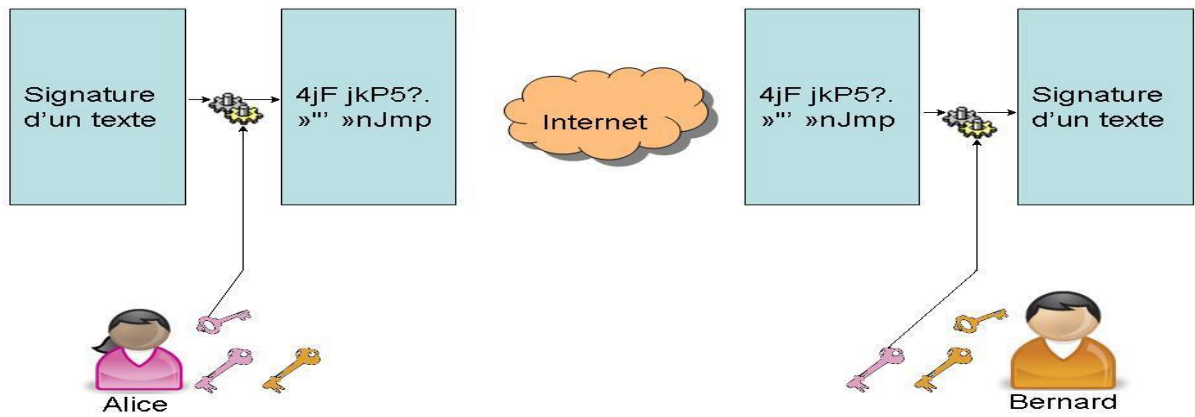 Signature
d'un texte
4jF jkP5?.
»"' »nJmp
Internet
4jF jkP5?.
»"' »nJmp
Signature
d'un texte
Alice
Bernard